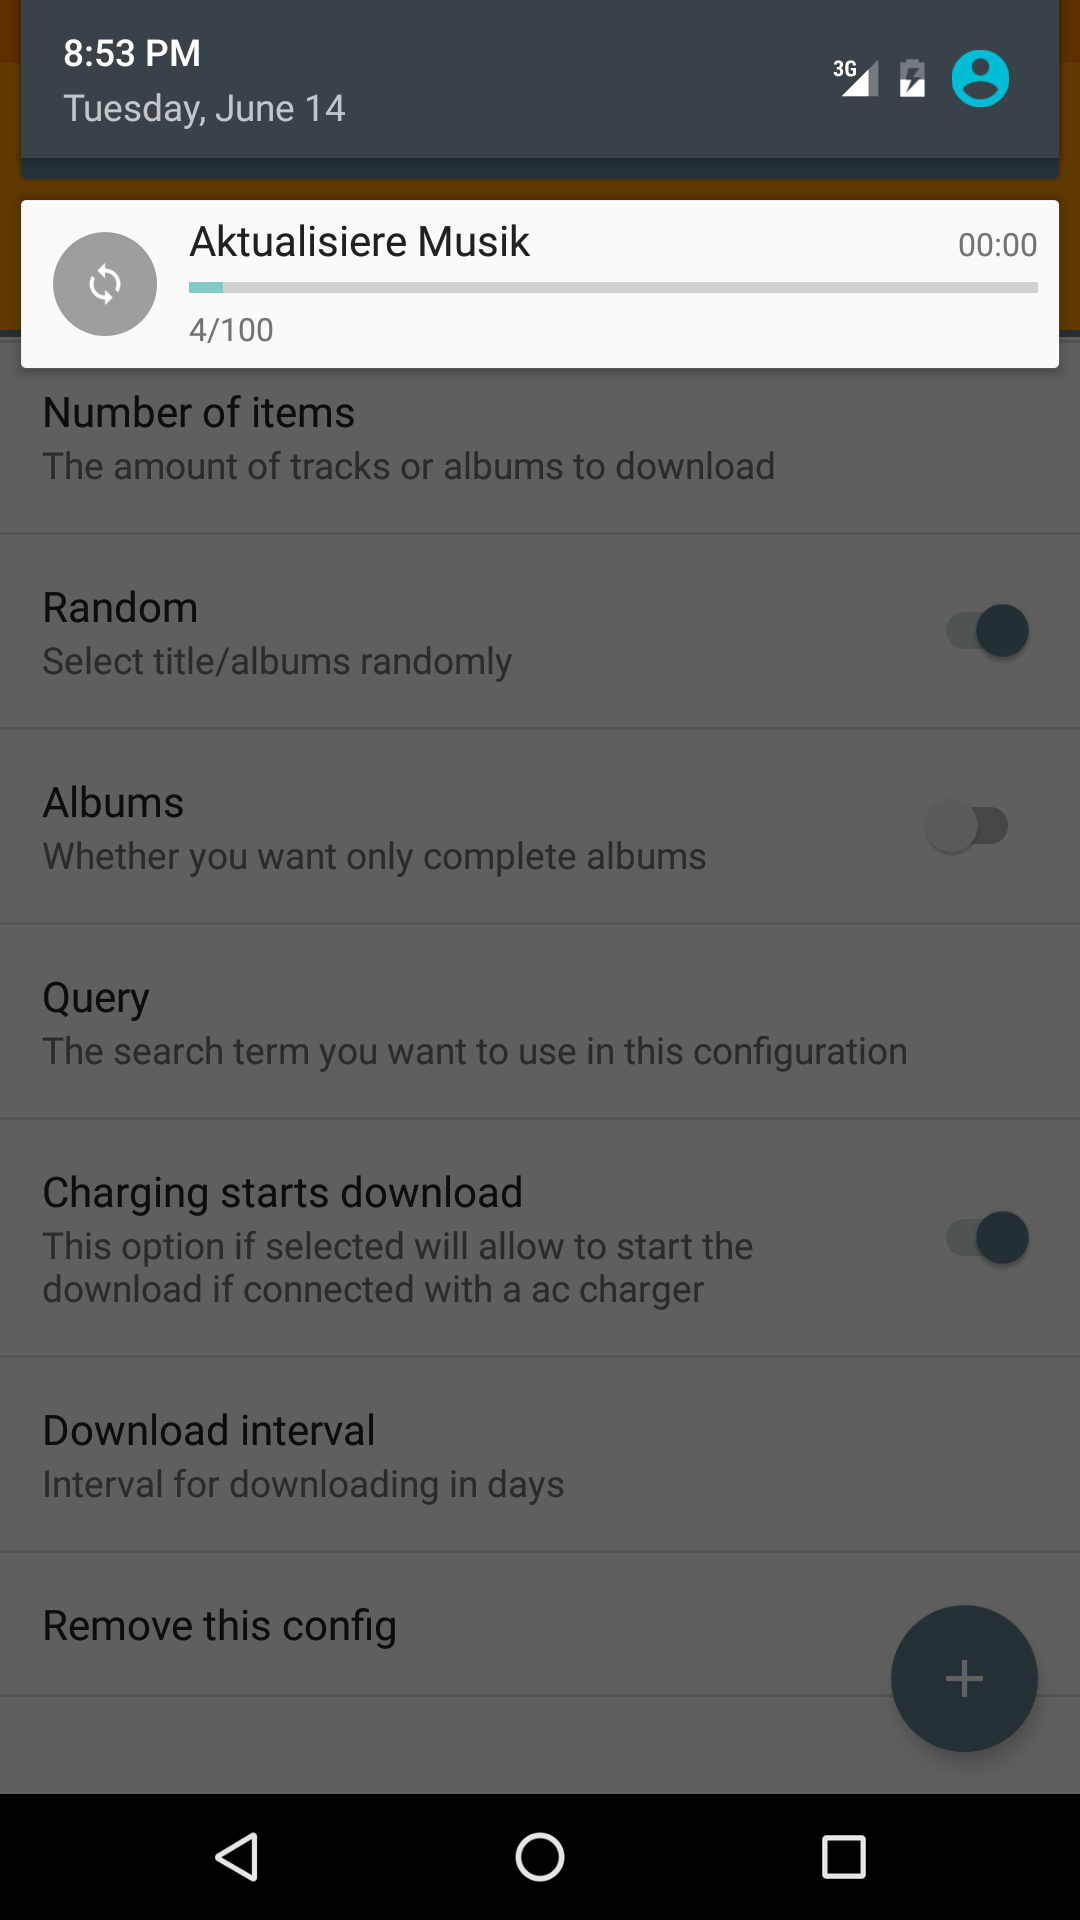 8:53 PM
3G
Tuesday, June 14
Aktualisiere Musik
00:00
4/100
Number of items
The amount of tracks or albums to download
Random
Select title/albums randomly
Albums
Whether you want only complete albums
Query
The search term you want to use in this configuration
Charging starts download
This option if selected will allow to start the
download if connected with a ac charger
Download interval
Interval for downloading in days
Remove this config